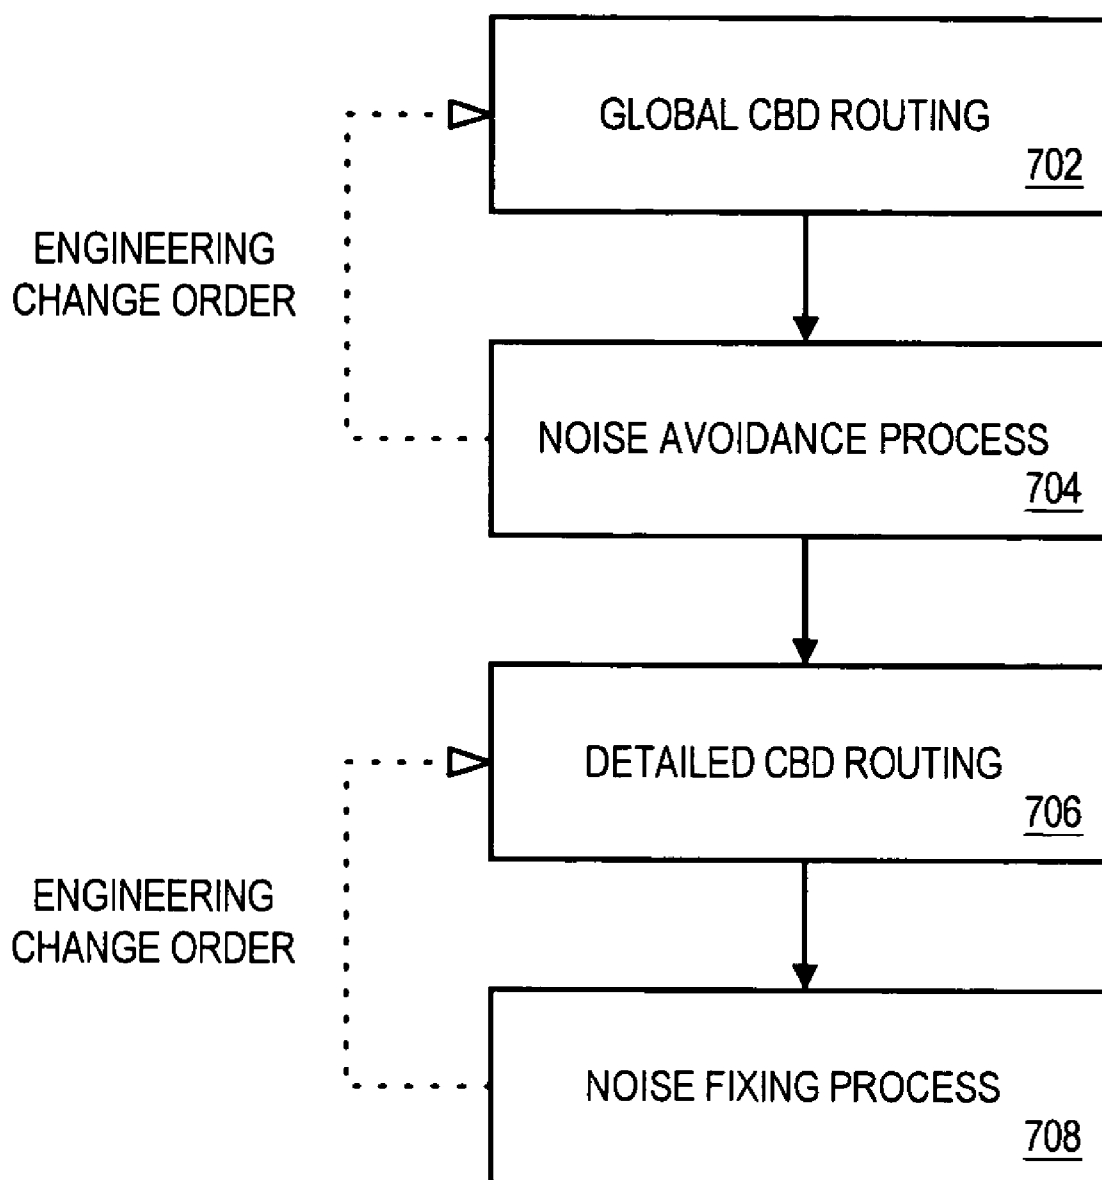 GLOBAL CBD ROUTING
702
ENGINEERING
CHANGE ORDER
NOISE AVOIDANCE PROCESS
704
DETAILED CBD ROUTING
706
ENGINEERING
CHANGE ORDER
NOISE FIXING PROCESS
708